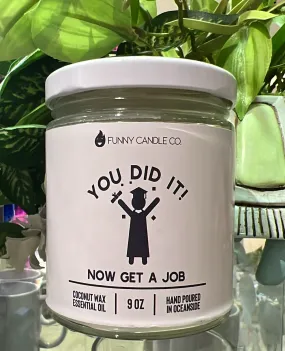 FUNNY CANDLE CO.
YOU DID IT!
NOW GET A JOB
COCONUT WAX
ESSENTIAL OIL
9 OZ
HAND POURED
IN OCEANSIDE